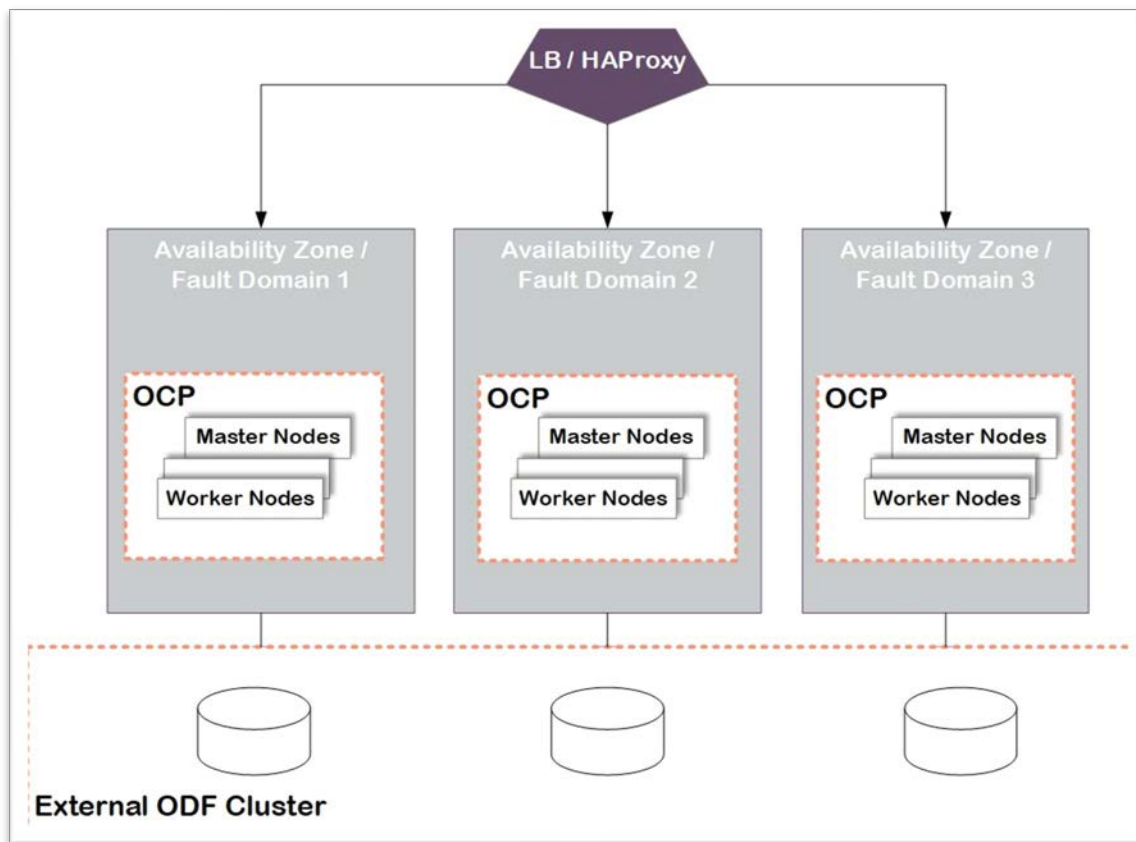 LB / HAProxy
Availability Zone /
Fault Domain 1
Availability Zone /
Fault Domain 2
Availability Zone /
Fault Domain 3
OCP
Master Nodes
Worker Nodes
OCP
Master Nodes
Worker Nodes
OCP
Master Nodes
Worker Nodes
External ODF Cluster